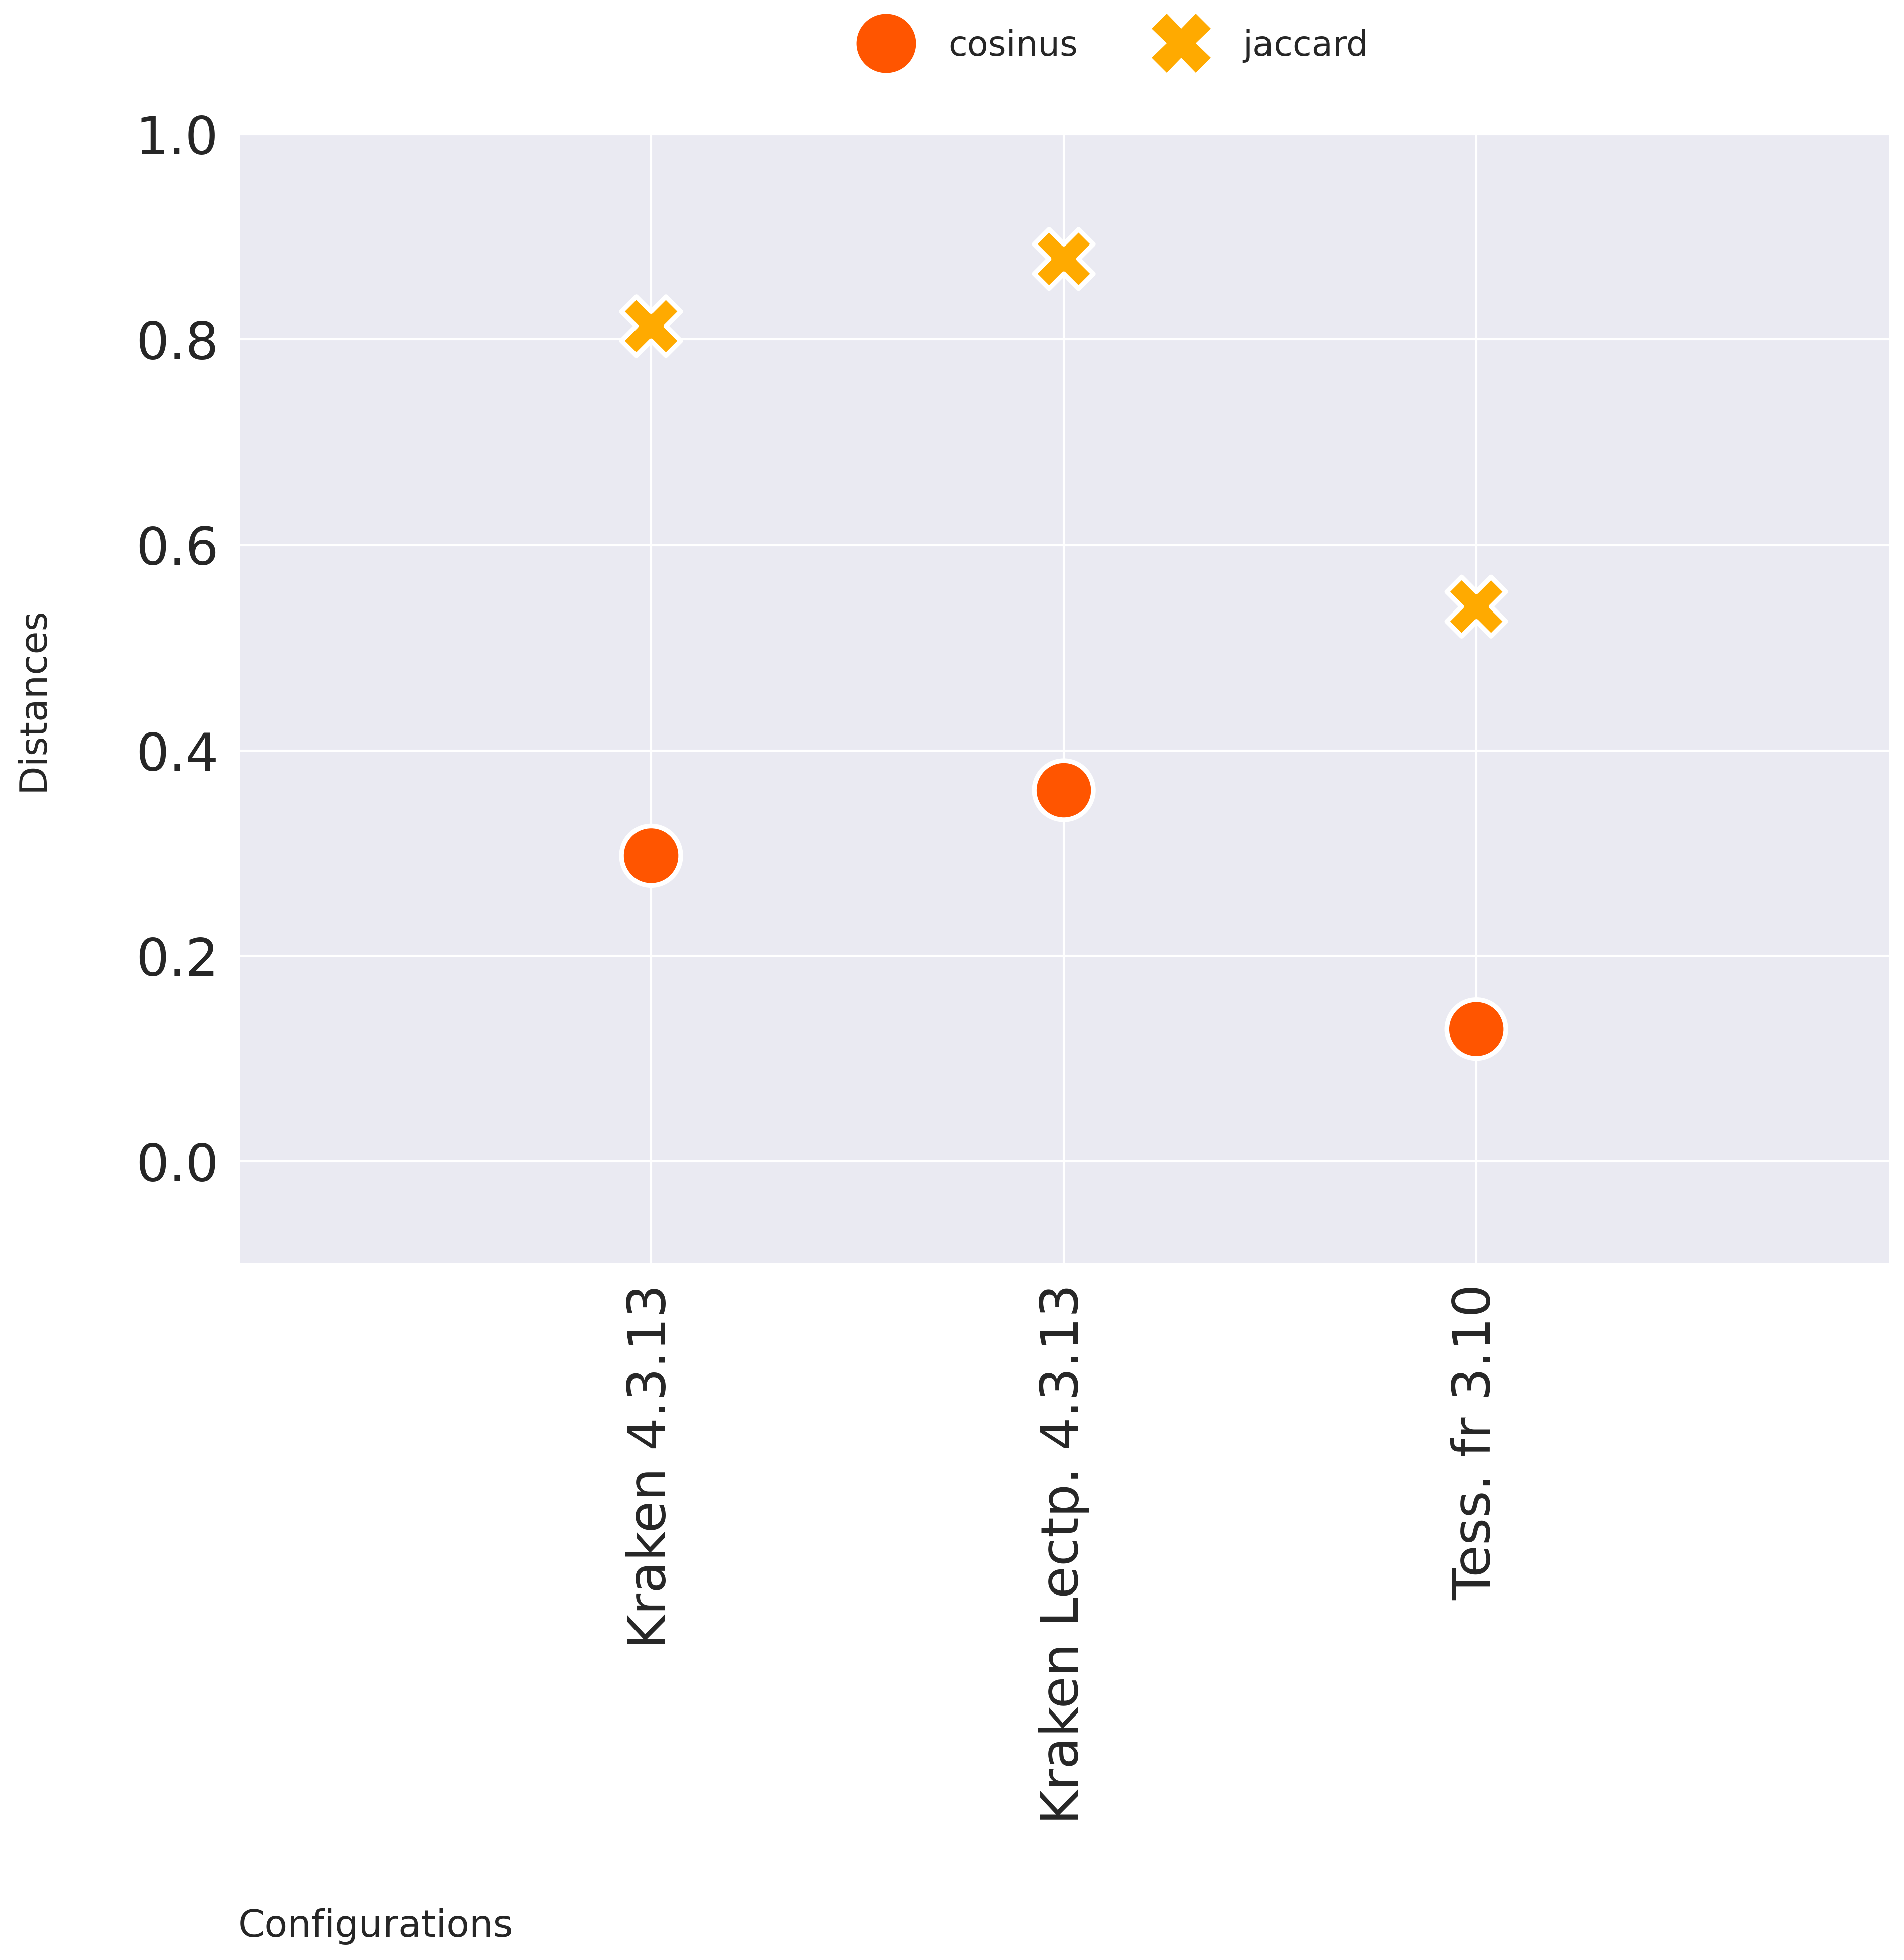 cosinus
jaccard
1.0
0.8
0.6
0.4
0.2
0.0
Distances
Kraken 4.3.13
Kraken Lectp. 4.3.13
Tess. fr 3.10
Configurations